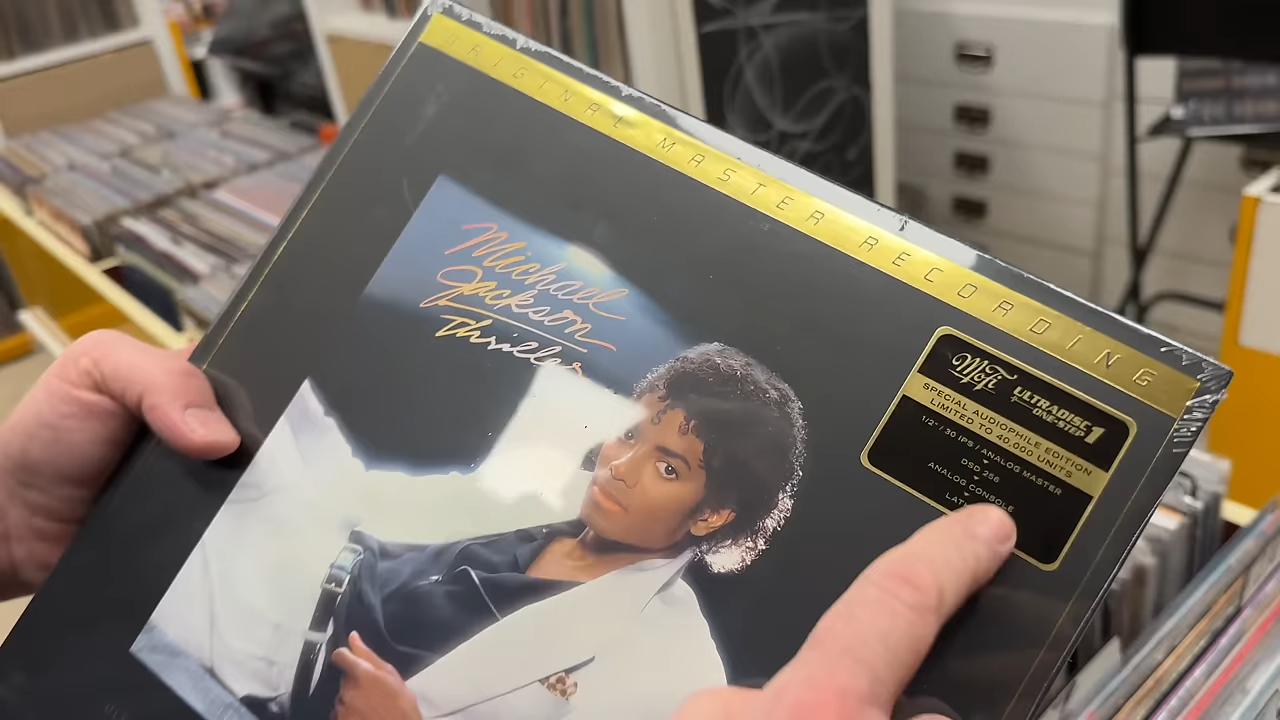 ORIGINAL MASTER RECORDING
Michael
Jackson
Thriller
MoFi ULTRADISC
ONE-STEP 1
SPECIAL AUDIOPHILE EDITION
LIMITED TO 40,000 UNITS
1/2" / 30 IPS / ANALOG MASTER
DSD 256
ANALOG CONSOLE